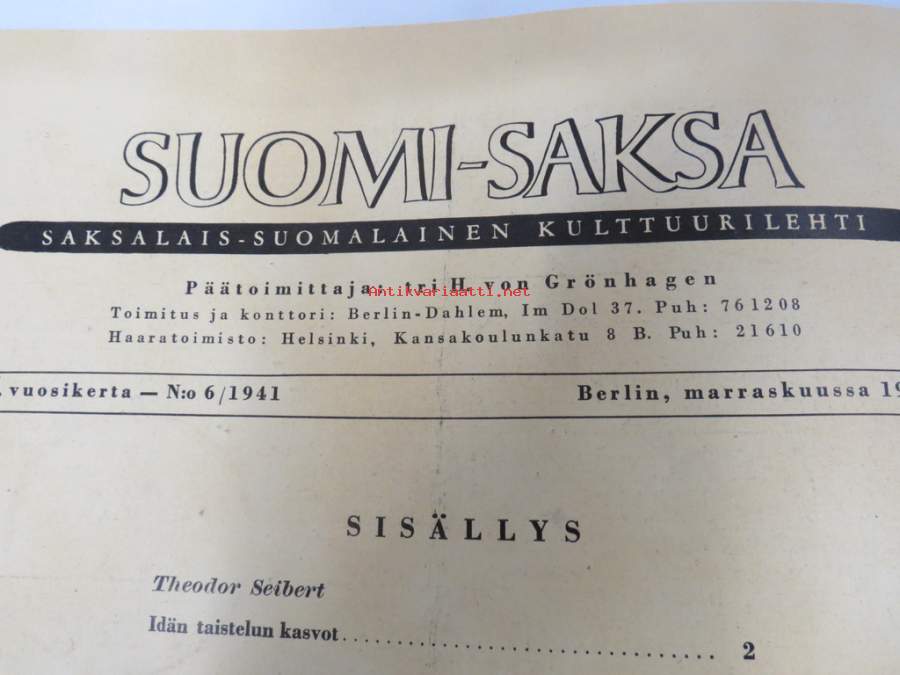 SUOMI-SAKSA
SAKSALAIS-SUOMALAINEN KULTTUURILEHTI
Päätoimittaja: tri H. von Grönhagen
Antikvariaatti.net
Toimitus ja konttori: Berlin-Dahlem, Im Dol 37. Puh: 761208
Haaratoimisto: Helsinki, Kansakoulunkatu 8 B. Puh: 21610
. vuosikerta — N:o 6/1941
Berlin, marraskuussa 19
SISÄLLYS
Theodor Seibert
Idän taistelun kasvot ........................................ 2